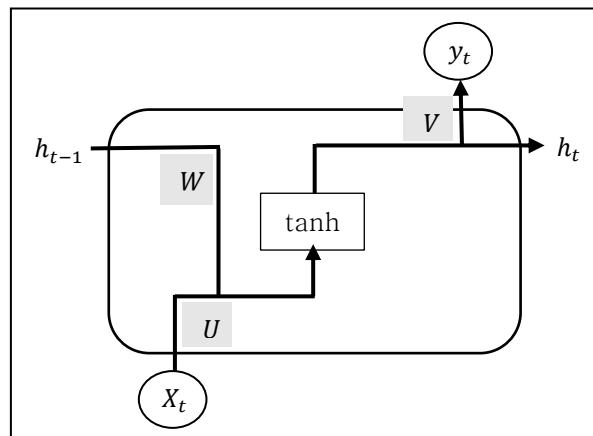 y_t
V
h_{t-1}
h_t
W
tanh
U
X_t